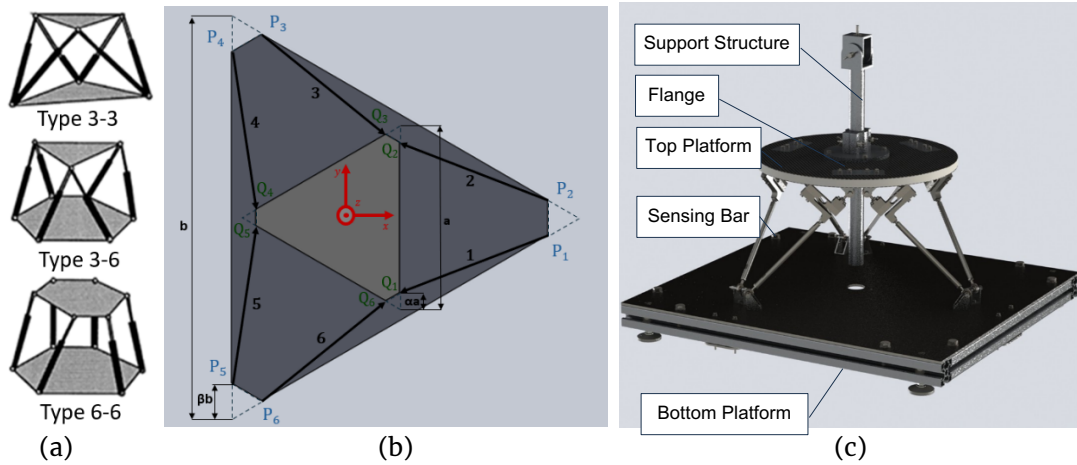 Type 3-3
Type 3-6
Type 6-6
(a)
P3
P4
3
4
Q3
Q2
y
2
P2
Q4
z
b
a
x
Q5
1
P1
Q1
5
Q6
αa
6
P5
βb
P6
(b)
Support Structure
Flange
Top Platform
Sensing Bar
Bottom Platform
(c)